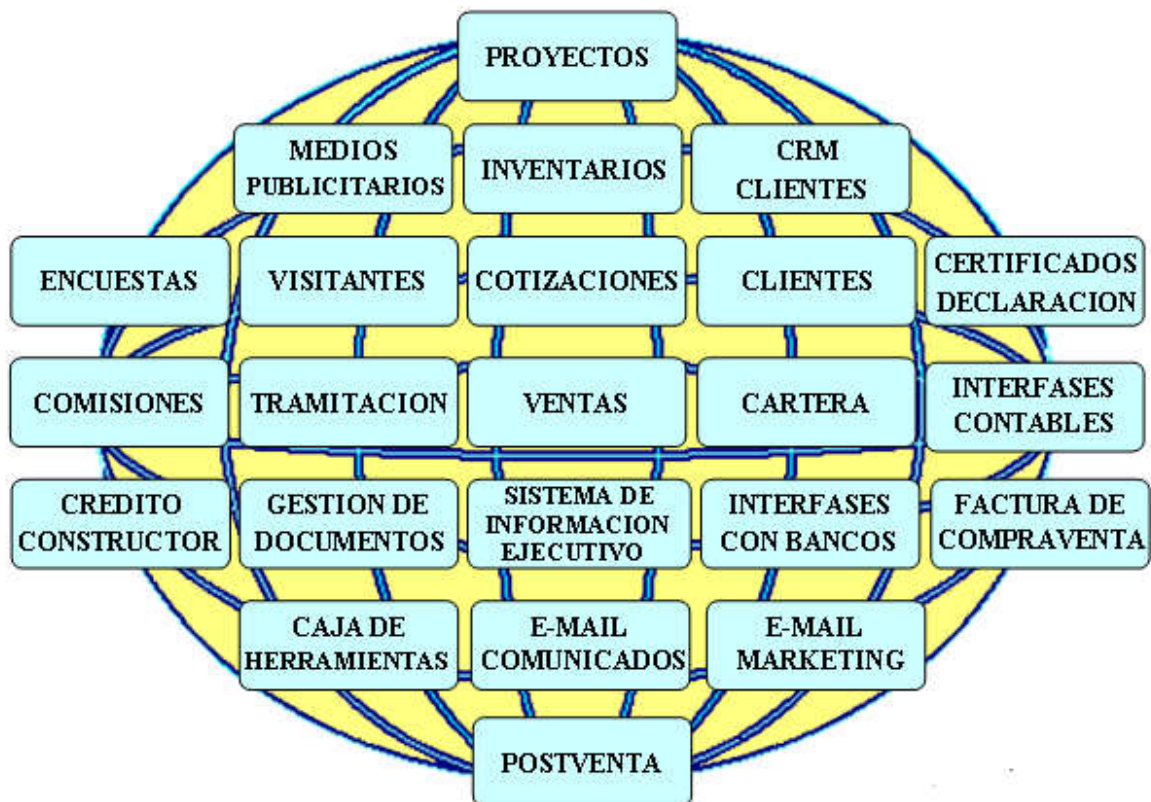 PROYECTOS
MEDIOS
PUBLICITARIOS
INVENTARIOS
CRM
CLIENTES
ENCUESTAS
VISITANTES
COTIZACIONES
CLIENTES
CERTIFICADOS
DECLARACION
COMISIONES
TRAMITACION
VENTAS
CARTERA
INTERFASES
CONTABLES
CREDITO
CONSTRUCTOR
GESTION DE
DOCUMENTOS
SISTEMA DE
INFORMACION
EJECUTIVO
INTERFASES
CON BANCOS
FACTURA DE
COMPRAVENTA
CAJA DE
HERRAMIENTAS
E-MAIL
COMUNICADOS
E-MAIL
MARKETING
POSTVENTA